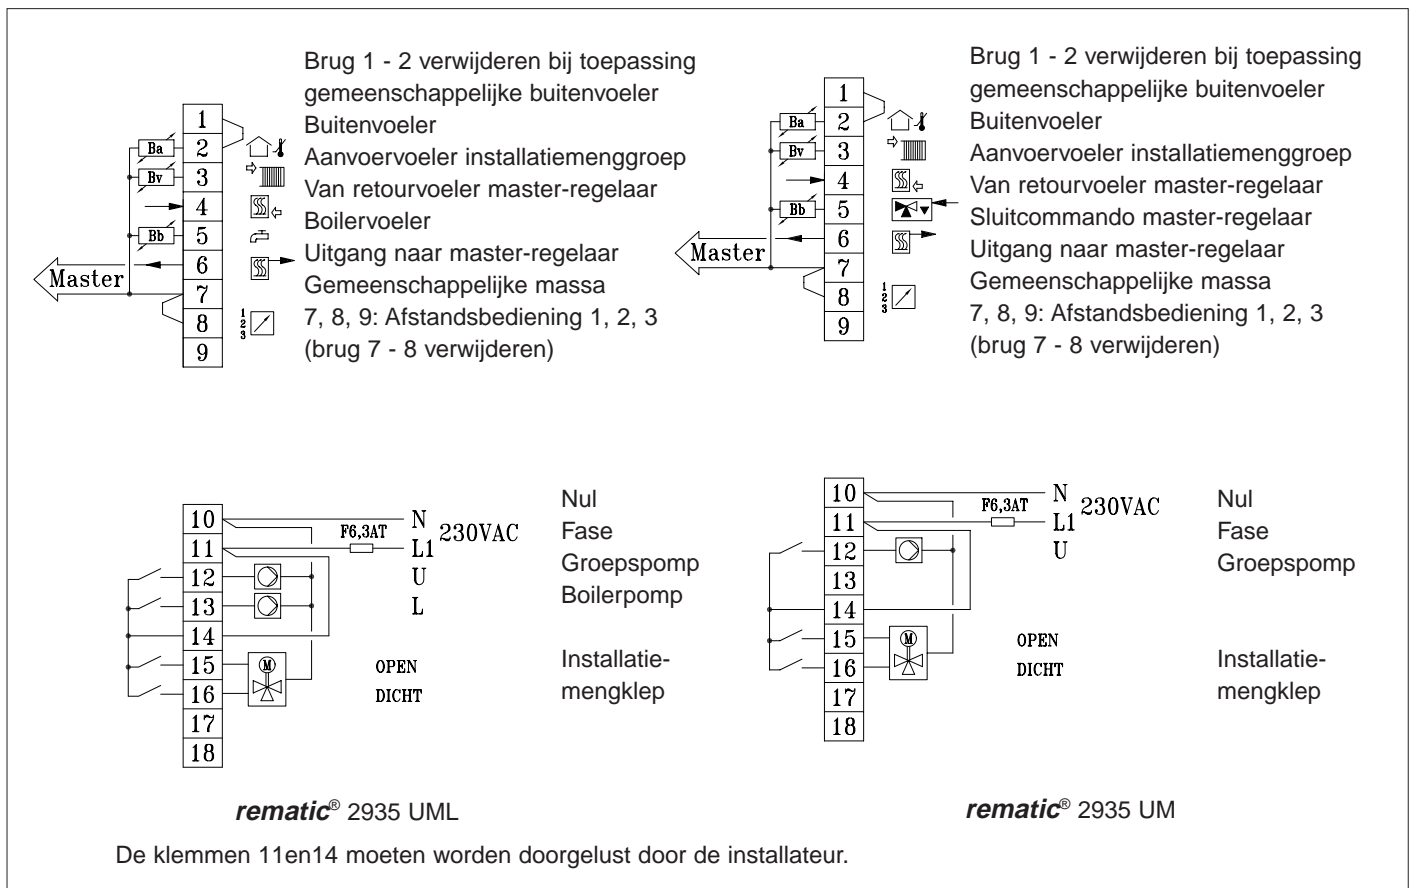 Brug 1 - 2 verwijderen bij toepassing
gemeenschappelijke buitenvoeler
Buitenvoeler
Aanvoervoeler installatiemenggroep
Van retourvoeler master-regelaar
Boilervoeler
Uitgang naar master-regelaar
Gemeenschappelijke massa
7, 8, 9: Afstandsbediening 1, 2, 3
(brug 7 - 8 verwijderen)
1
2
3
4
5
6
7
8
9
Ba
Bv
Bb
Master
1
2
3
Brug 1 - 2 verwijderen bij toepassing
gemeenschappelijke buitenvoeler
Buitenvoeler
Aanvoervoeler installatiemenggroep
Van retourvoeler master-regelaar
Sluitcommando master-regelaar
Uitgang naar master-regelaar
Gemeenschappelijke massa
7, 8, 9: Afstandsbediening 1, 2, 3
(brug 7 - 8 verwijderen)
1
2
3
4
5
6
7
8
9
Ba
Bv
Bb
Master
1
2
3
10
11
12
13
14
15
16
17
18
F6,3AT
N
L1
230VAC
U
L
M
OPEN
DICHT
Nul
Fase
Groepspomp
Boilerpomp
Installatie-
mengklep
rematic® 2935 UML
10
11
12
13
14
15
16
17
18
F6,3AT
N
L1
230VAC
U
M
OPEN
DICHT
Nul
Fase
Groepspomp
Installatie-
mengklep
rematic® 2935 UM
De klemmen 11en14 moeten worden doorgelust door de installateur.